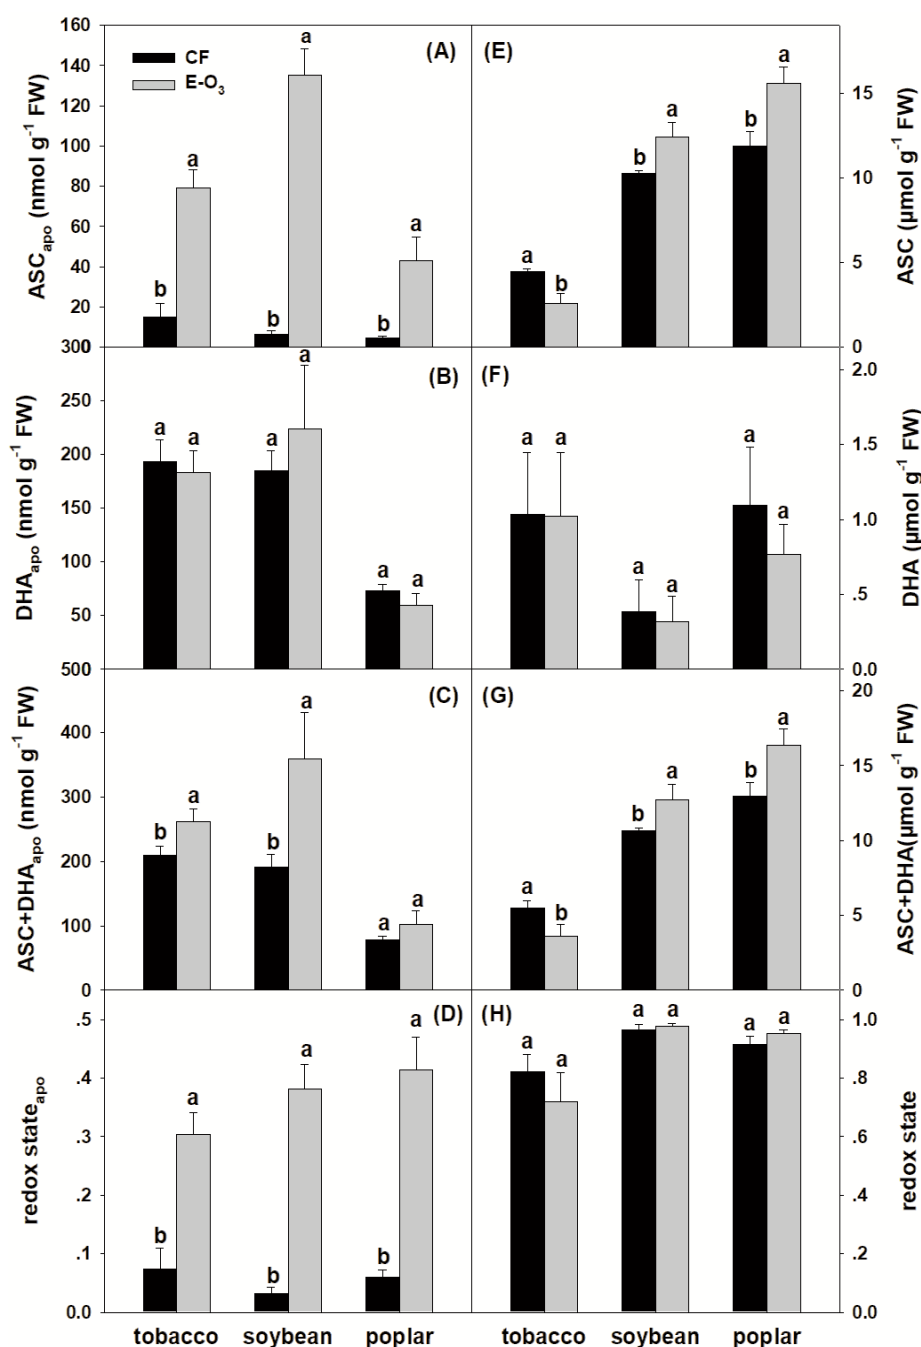 160
140
120
100
80
60
40
20
300
ASCapo (nmol g-1 FW)
CF
E-O3
(A)
b a b a b a
(E)
a b b a b a
15
10
5
0
ASC (µmol g-1 FW)
250
200
150
100
50
500
DHAapo (nmol g-1 FW)
(B)
a a a a a a
(F)
a a a a a a
2.0
1.5
1.0
.5
0.0
DHA (µmol g-1 FW)
400
300
200
100
0
ASC+DHAapo (nmol g-1 FW)
(C)
b a b a a a
(G)
a b b a b a
20
15
10
5
0
ASC+DHA(µmol g-1 FW)
.5
.4
.3
.2
.1
0.0
redox stateapo
(D)
b a b a b a
(H)
a a a a a a
1.0
.8
.6
.4
.2
0.0
redox state
tobacco soybean poplar tobacco soybean poplar